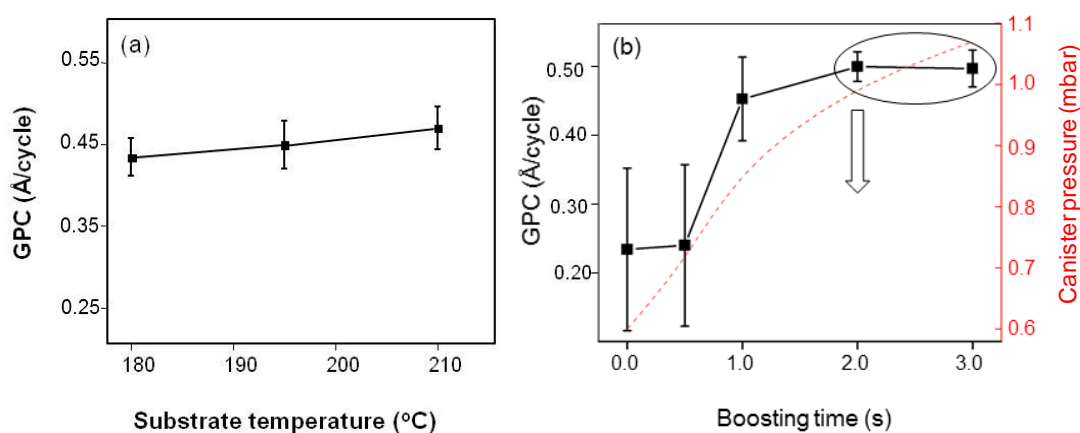 (a)
GPC (Å/cycle)
0.55
0.45
0.35
0.25
180 190 200 210
Substrate temperature (ºC)
(b)
GPC (Å/cycle)
0.50
0.40
0.30
0.20
0.0 1.0 2.0 3.0
Boosting time (s)
1.1
1.0
0.9
0.8
0.7
0.6
Canister pressure (mbar)